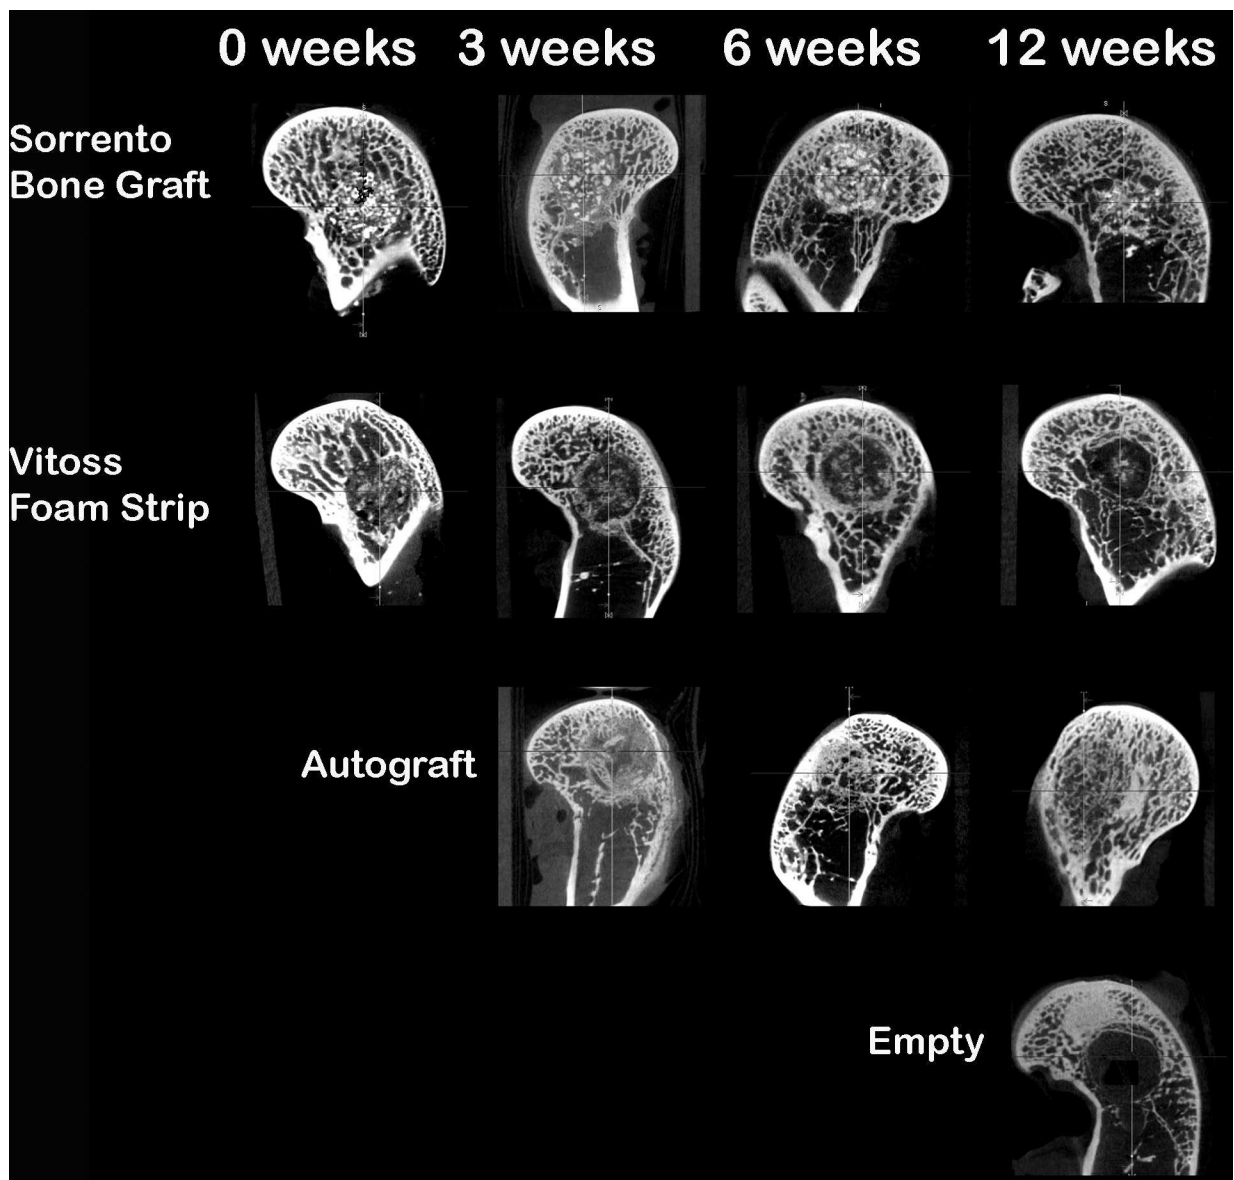 0 weeks 3 weeks 6 weeks 12 weeks
Sorrento
Bone Graft
Vitoss
Foam Strip
Autograft
Empty